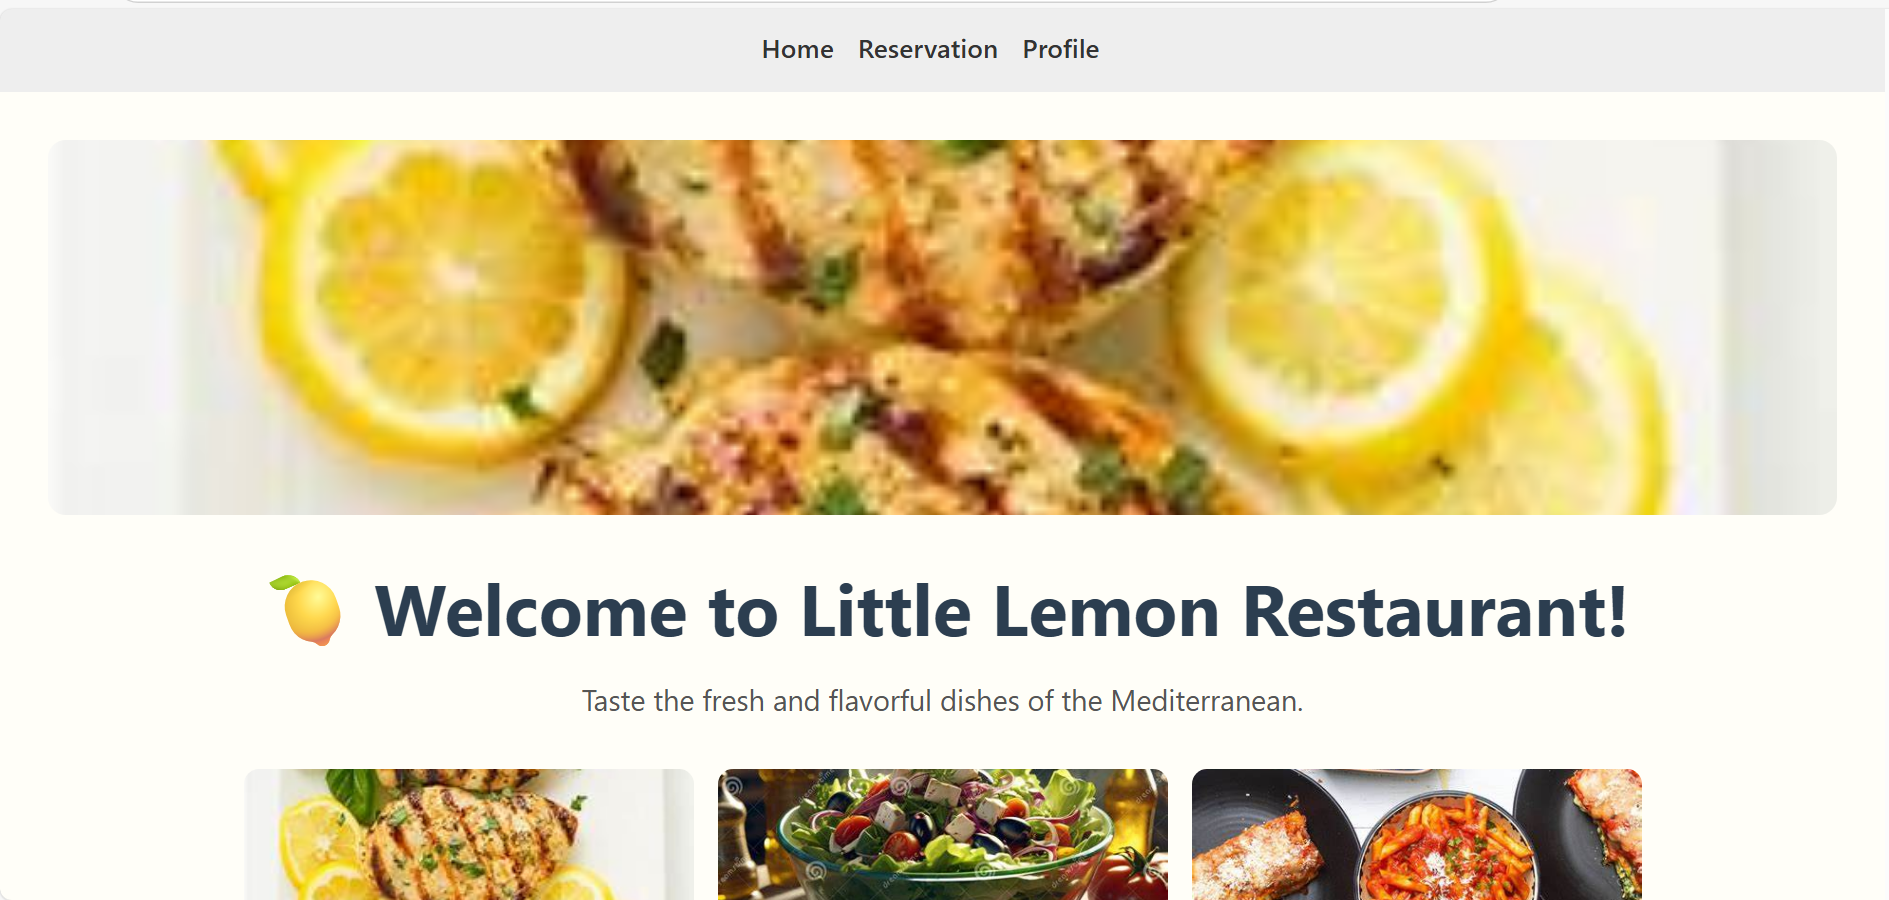 Home Reservation Profile
Welcome to Little Lemon Restaurant!
Taste the fresh and flavorful dishes of the Mediterranean.